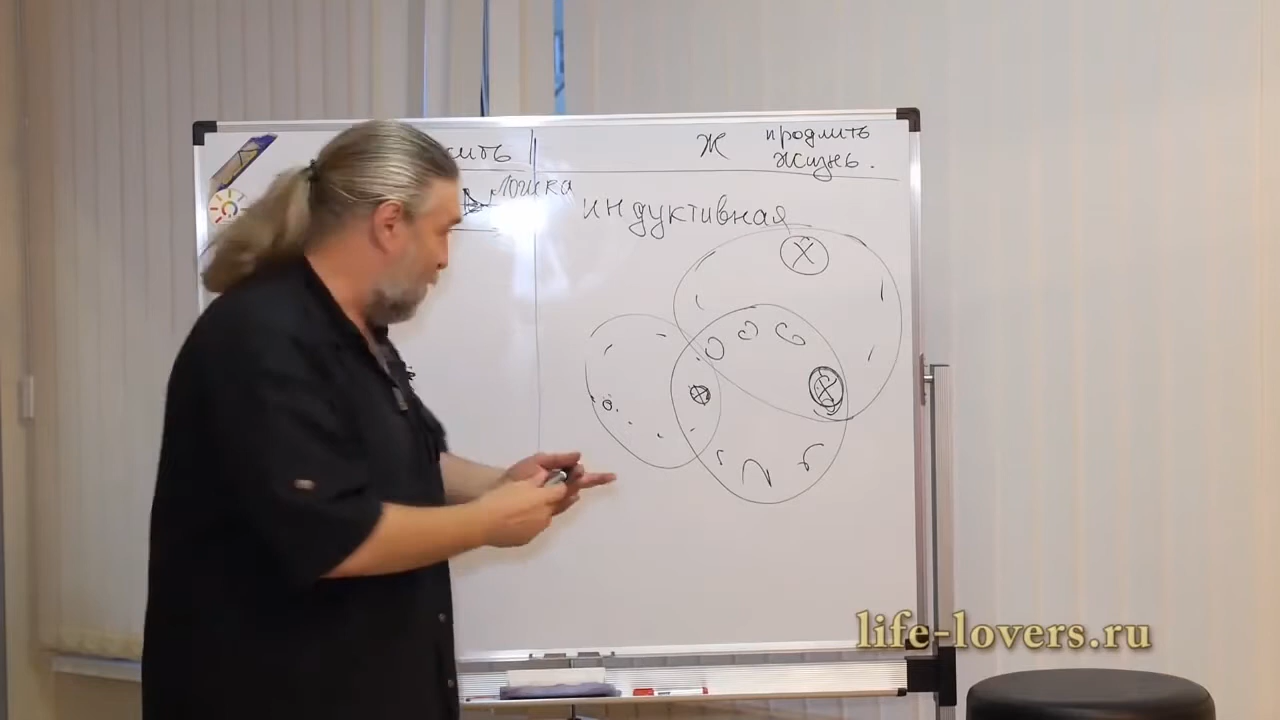 Ж продлить
жизнь.
Логика
индуктивная
life-lovers.ru